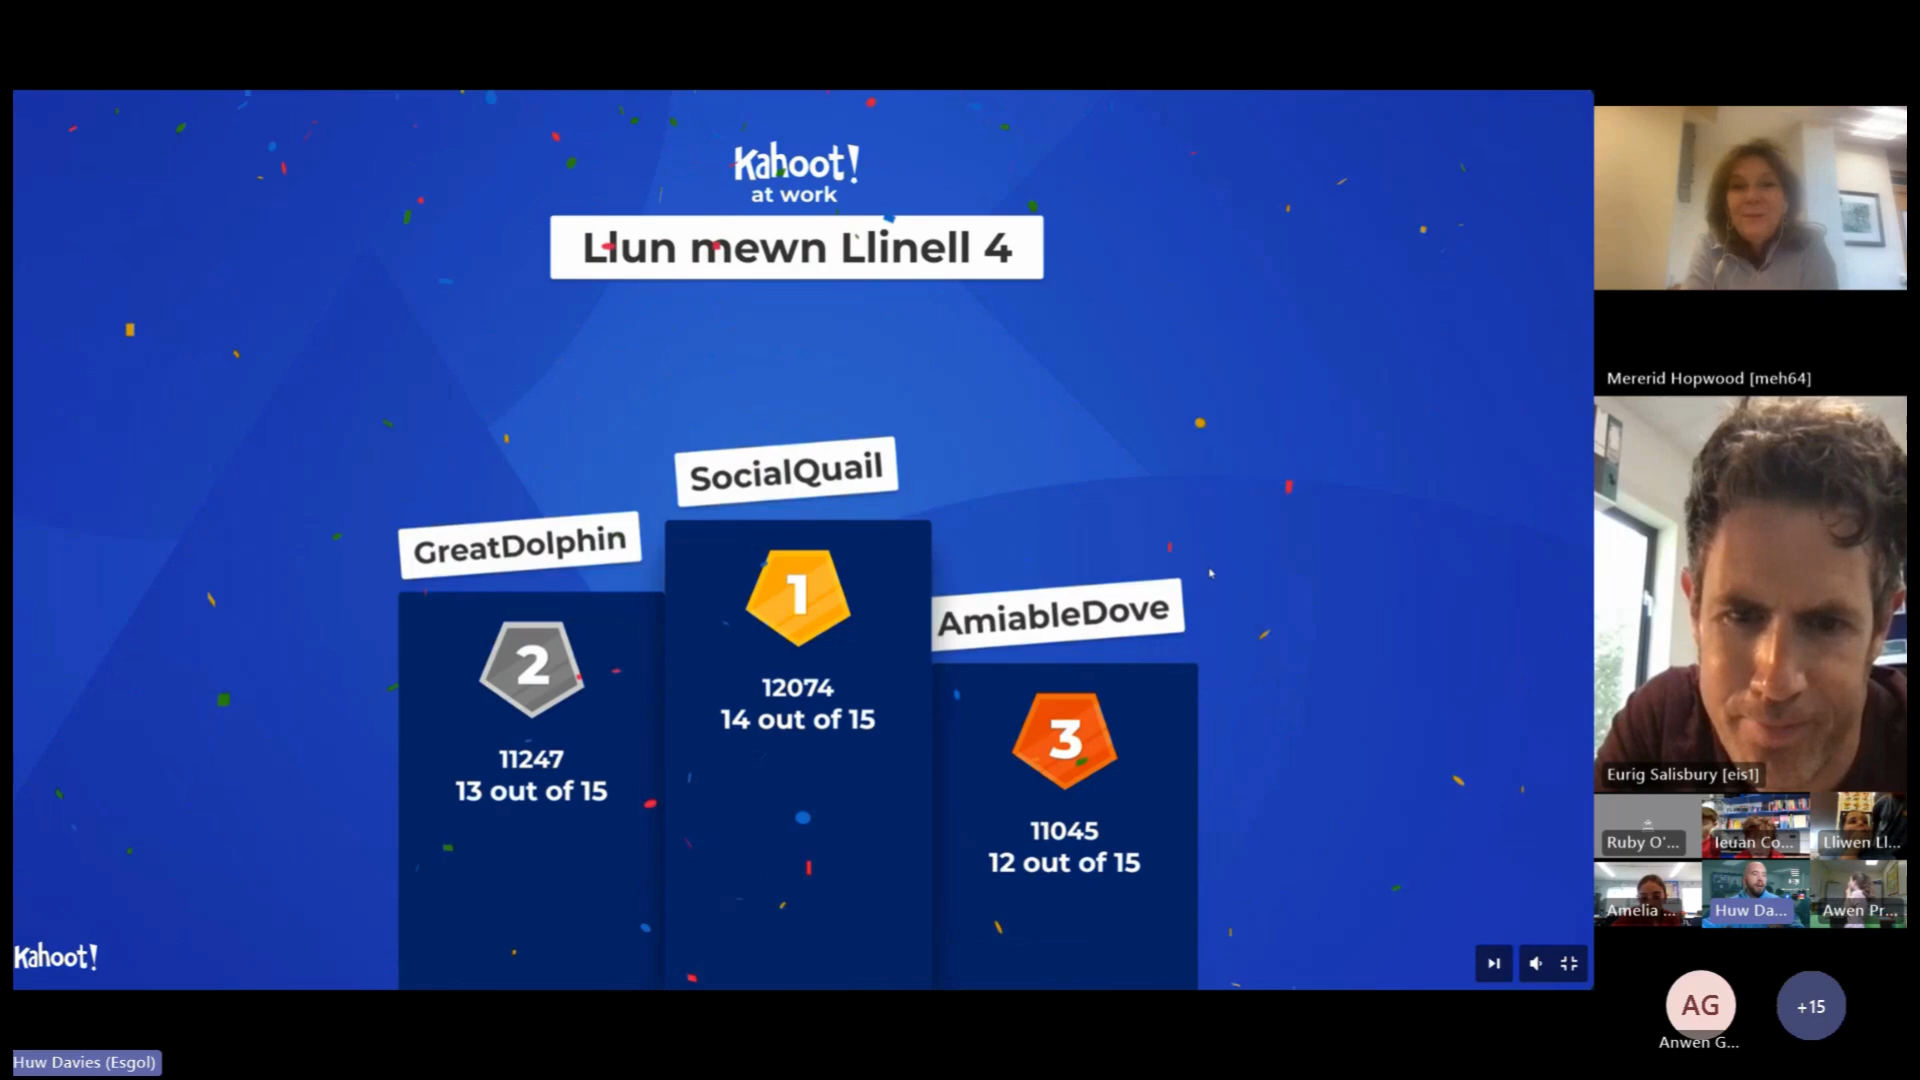 Kahoot!
at work
Llun mewn Llinell 4
SocialQuail
GreatDolphin
AmiableDove
1
12074
14 out of 15
2
11247
13 out of 15
3
11045
12 out of 15
Kahoot!
Mererid Hopwood [meh64]
Eurig Salisbury [eis1]
Ruby O'...
Ieuan Co...
Lliwen Ll...
Amelia ...
Huw Da...
Awen Pr...
AG
+15
Anwen G...
Huw Davies (Esgol)